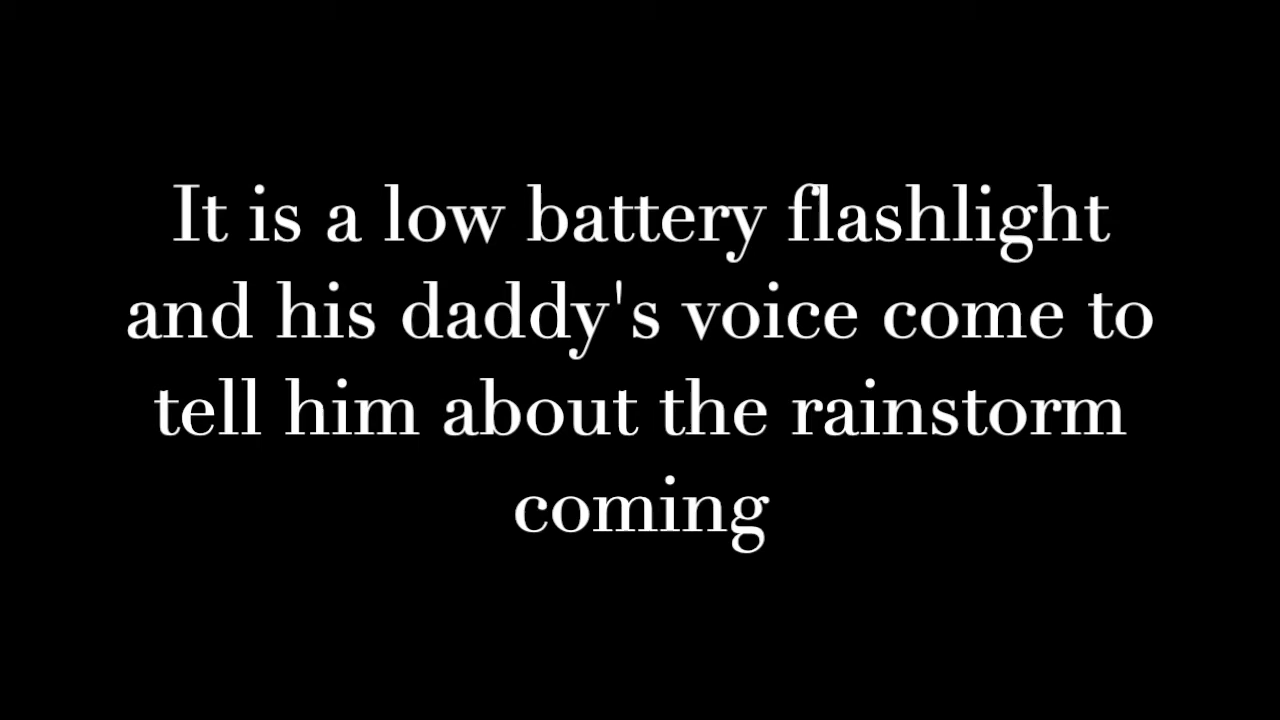 It is a low battery flashlight
and his daddy's voice come to
tell him about the rainstorm
coming